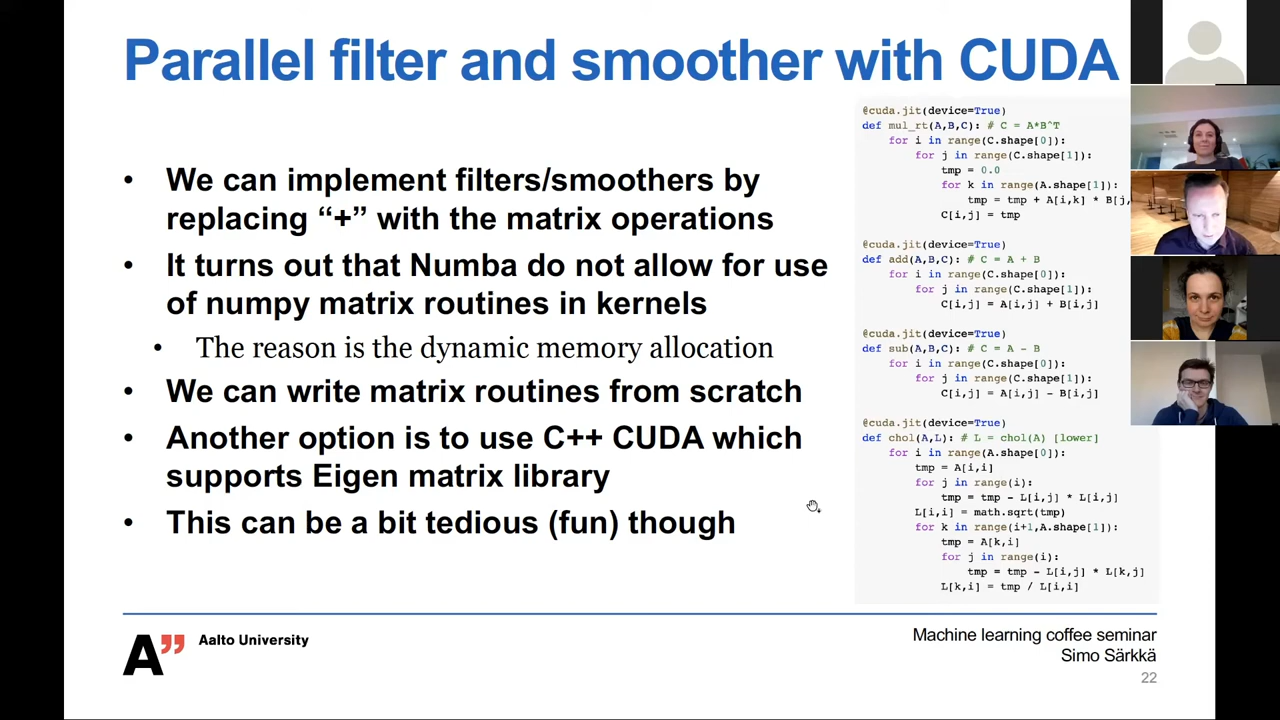 Parallel filter and smoother with CUDA
• We can implement filters/smoothers by
replacing “+” with the matrix operations
• It turns out that Numba do not allow for use
of numpy matrix routines in kernels
• The reason is the dynamic memory allocation
• We can write matrix routines from scratch
• Another option is to use C++ CUDA which
supports Eigen matrix library
• This can be a bit tedious (fun) though
@cuda.jit(device=True)
def mul_rt(A,B,C): # C = A*B^T
for i in range(C.shape[0]):
for j in range(C.shape[1]):
tmp = 0.0
for k in range(A.shape[1]):
tmp = tmp + A[i,k] * B[j,
C[i,j] = tmp
@cuda.jit(device=True)
def add(A,B,C): # C = A + B
for i in range(C.shape[0]):
for j in range(C.shape[1]):
C[i,j] = A[i,j] + B[i,j]
@cuda.jit(device=True)
def sub(A,B,C): # C = A - B
for i in range(C.shape[0]):
for j in range(C.shape[1]):
C[i,j] = A[i,j] - B[i,j]
@cuda.jit(device=True)
def chol(A,L): # L = chol(A) [lower]
for i in range(A.shape[0]):
tmp = A[i,i]
for j in range(i):
tmp = tmp - L[i,j] * L[i,j]
L[i,i] = math.sqrt(tmp)
for k in range(i+1,A.shape[1]):
tmp = A[k,i]
for j in range(i):
tmp = tmp - L[i,j] * L[k,j]
L[k,i] = tmp / L[i,i]
A”
Aalto University
Machine learning coffee seminar
Simo Särkkä
22